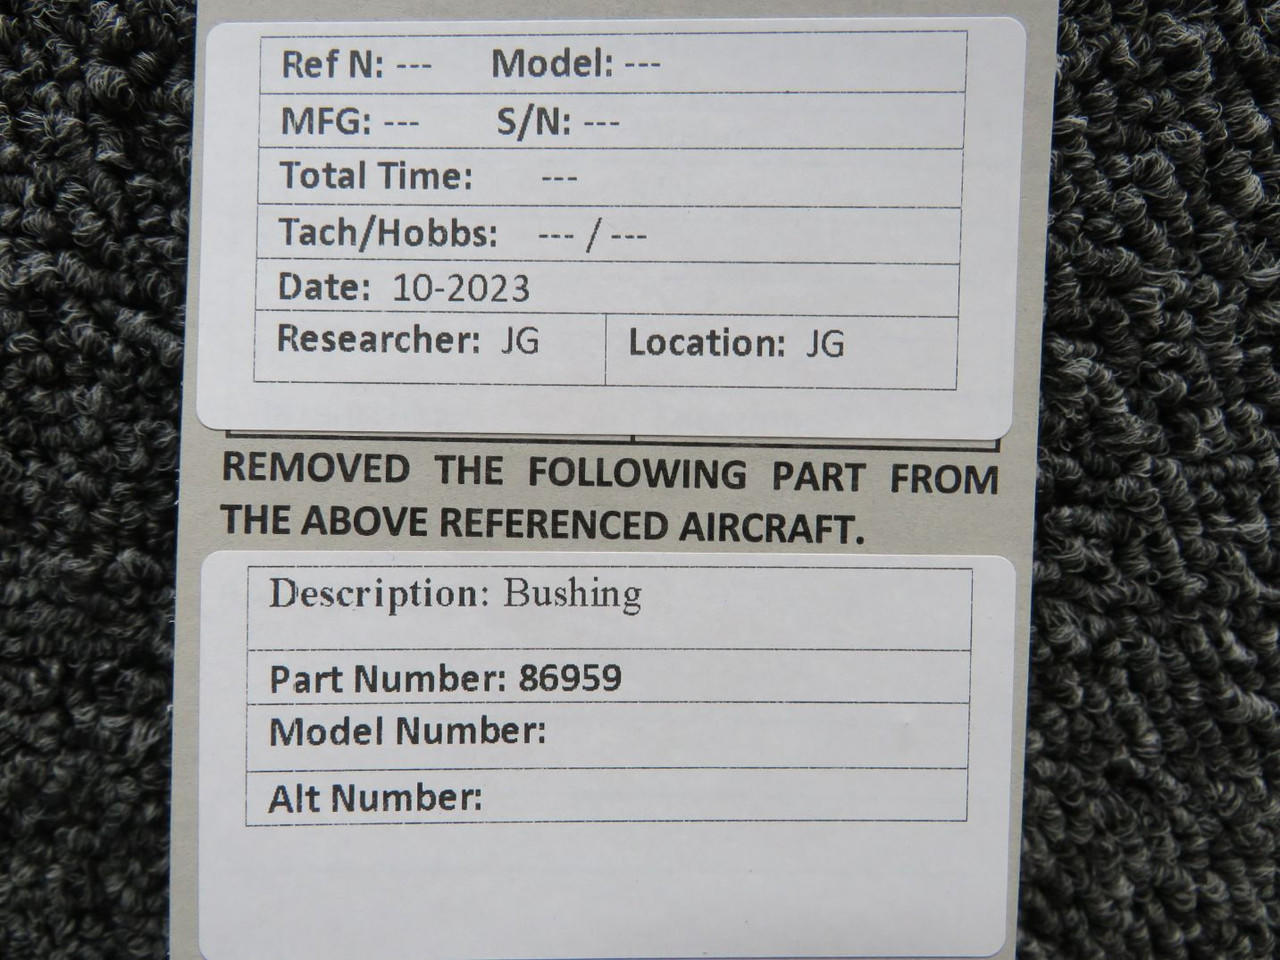 Ref N: --- Model: ---
MFG: --- S/N: ---
Total Time: ---
Tach/Hobbs: --- / ---
Date: 10-2023
Researcher: JG Location: JG
REMOVED THE FOLLOWING PART FROM
THE ABOVE REFERENCED AIRCRAFT.
Description: Bushing
Part Number: 86959
Model Number:
Alt Number: